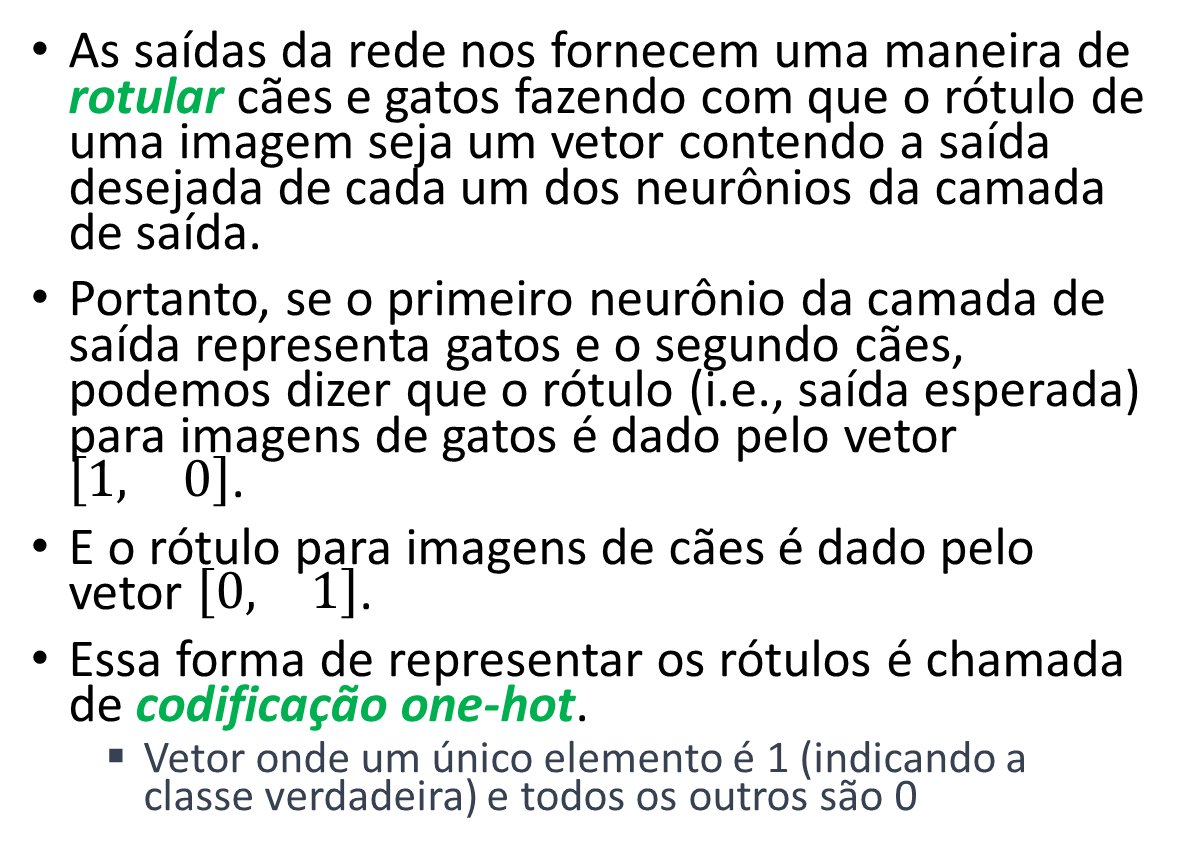 • As saídas da rede nos fornecem uma maneira de
rotular cães e gatos fazendo com que o rótulo de
uma imagem seja um vetor contendo a saída
desejada de cada um dos neurônios da camada
de saída.
• Portanto, se o primeiro neurônio da camada de
saída representa gatos e o segundo cães,
podemos dizer que o rótulo (i.e., saída esperada)
para imagens de gatos é dado pelo vetor
[1, 0].
• E o rótulo para imagens de cães é dado pelo
vetor [0, 1].
• Essa forma de representar os rótulos é chamada
de codificação one-hot.
▪ Vetor onde um único elemento é 1 (indicando a
classe verdadeira) e todos os outros são 0